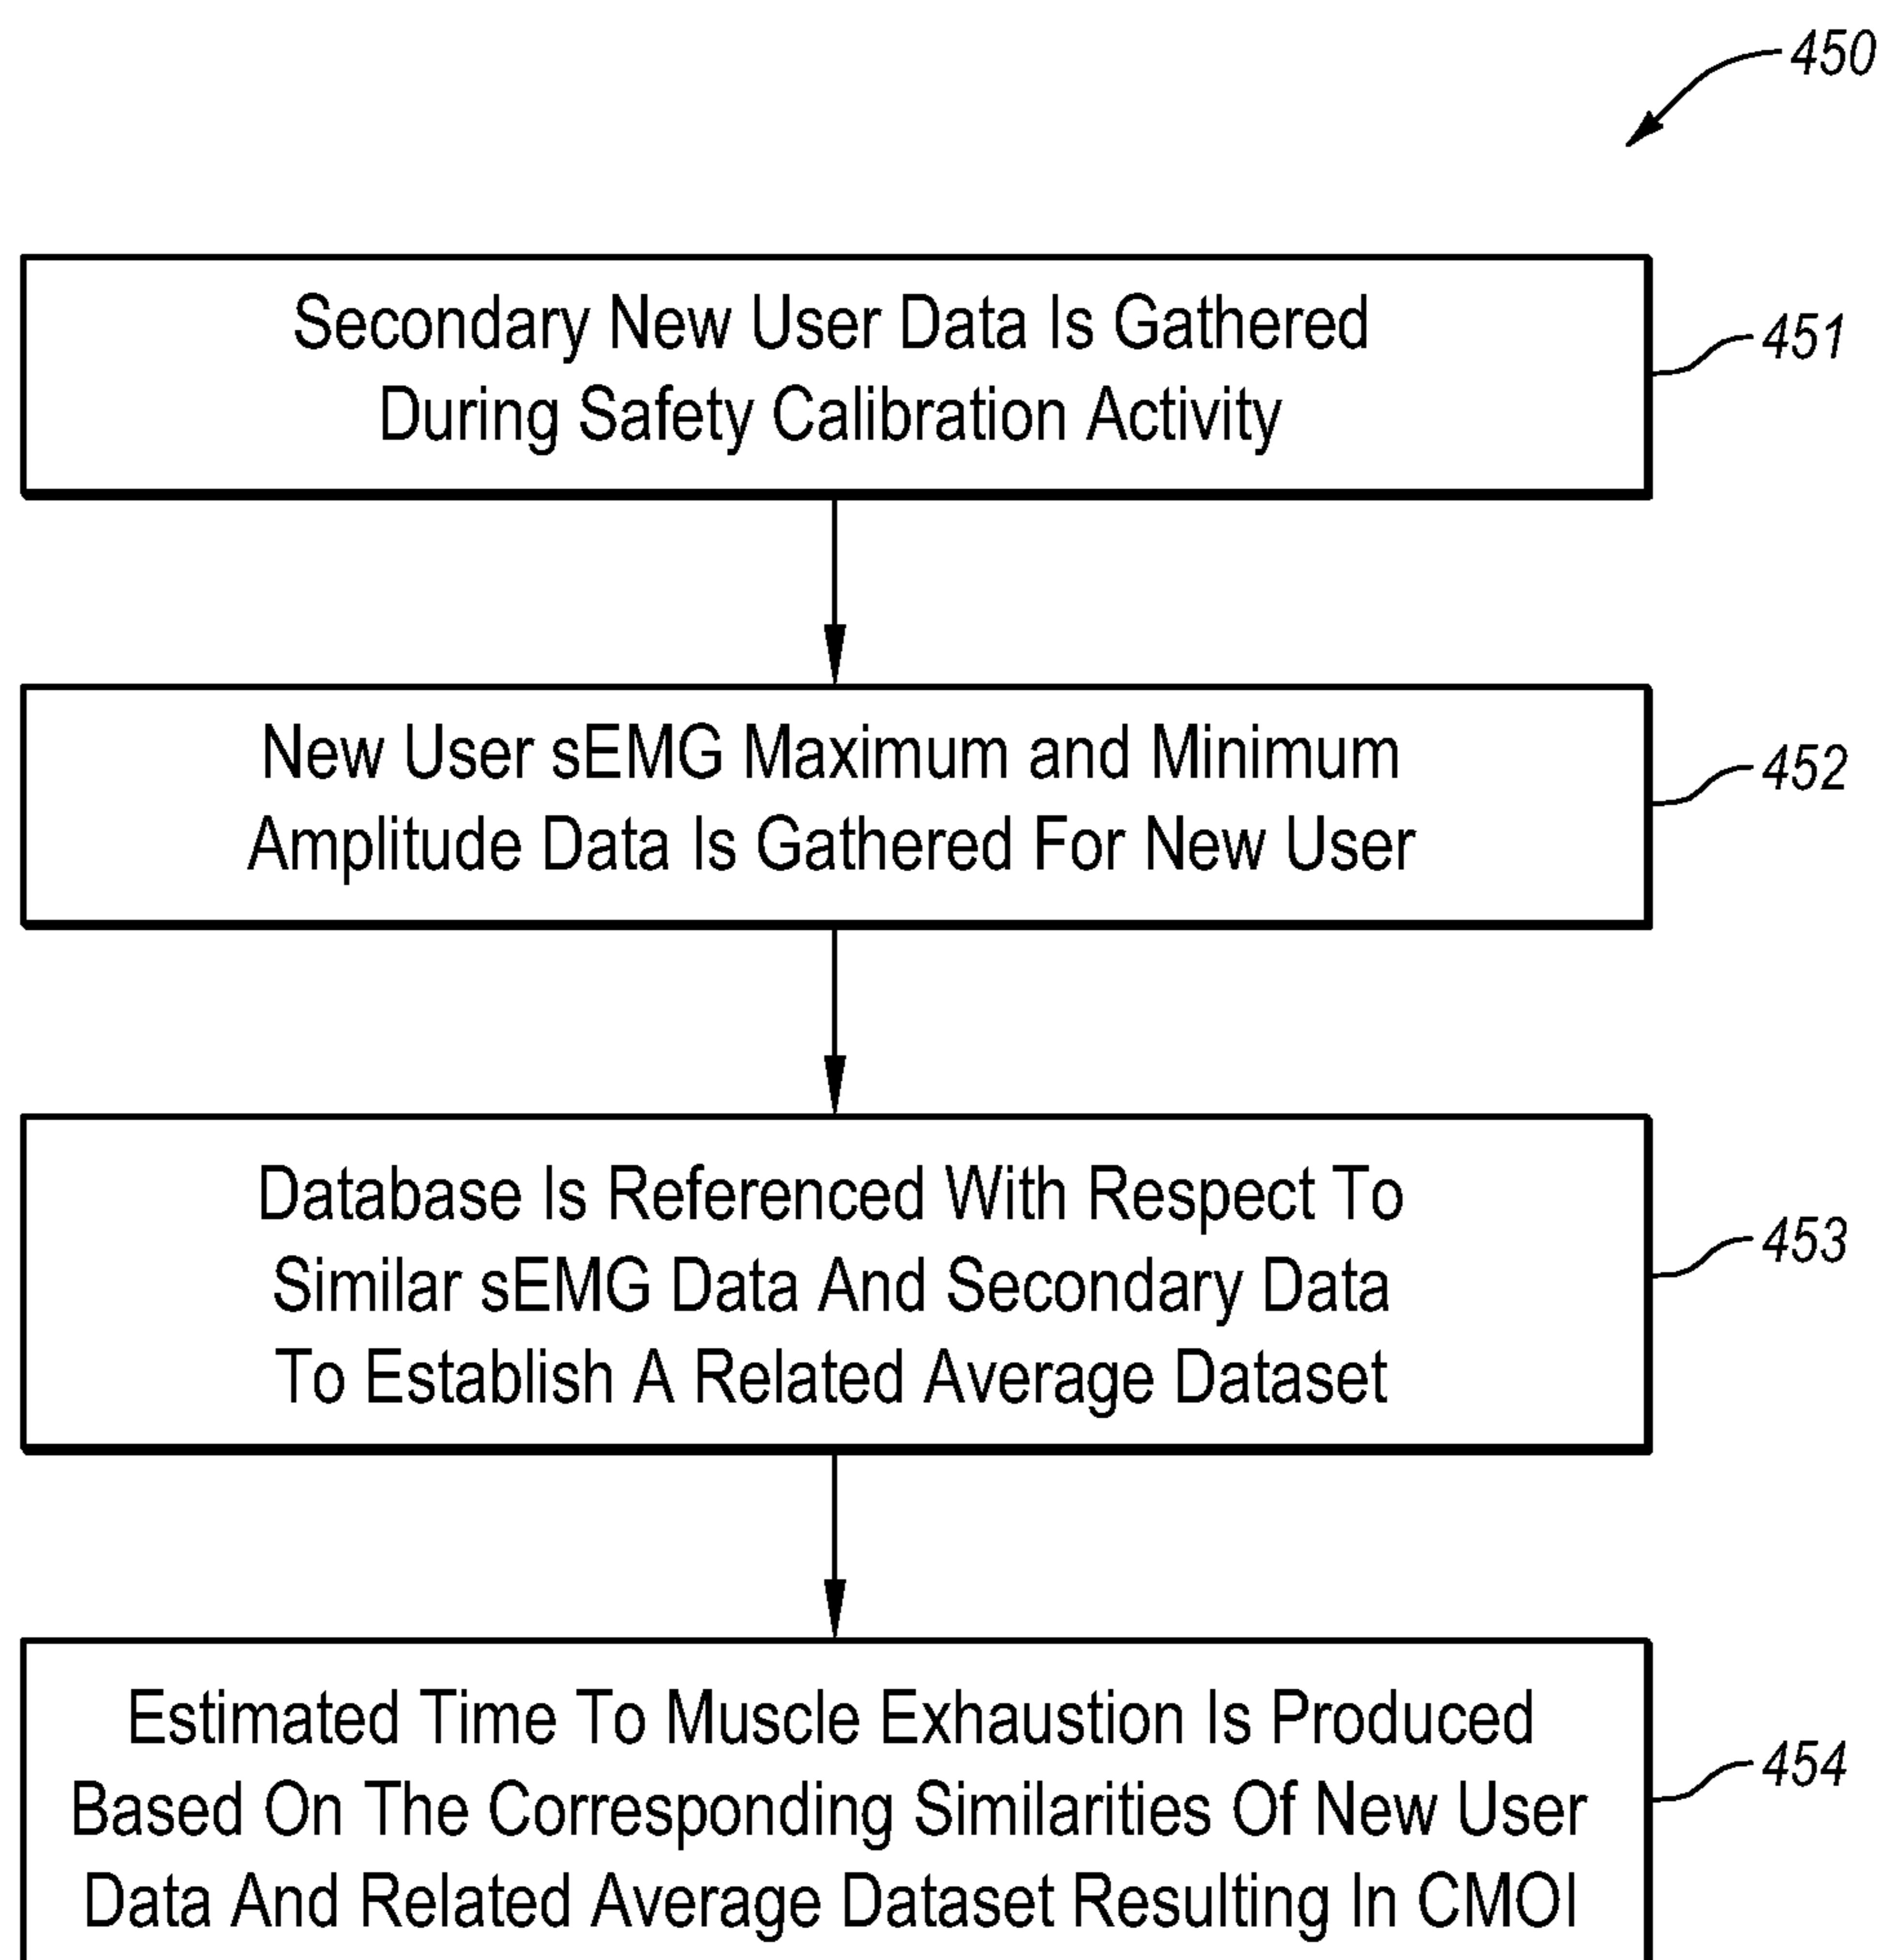 450
Secondary New User Data Is Gathered
During Safety Calibration Activity
451
New User sEMG Maximum and Minimum
Amplitude Data Is Gathered For New User
452
Database Is Referenced With Respect To
Similar sEMG Data And Secondary Data
To Establish A Related Average Dataset
453
Estimated Time To Muscle Exhaustion Is Produced
Based On The Corresponding Similarities Of New User
Data And Related Average Dataset Resulting In CMOI
454